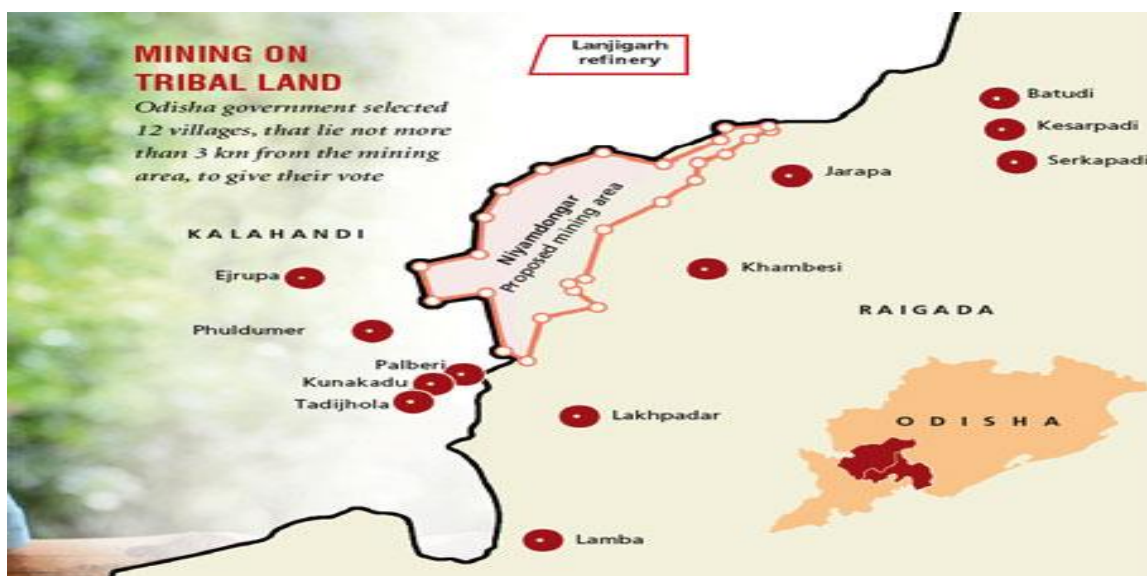 MINING ON
TRIBAL LAND
Odisha government selected
12 villages, that lie not more
than 3 km from the mining
area, to give their vote
Lanjigarh
refinery
Batudi
Kesarpadi
Serkapadi
Jarapa
KALAHANDI
Niyamdongar
Proposed mining area
Ejrupa
Khambesi
RAIGADA
Phuldumer
Palberi
Kunakadu
Tadijhola
Lakhpadar
ODISHA
Lamba